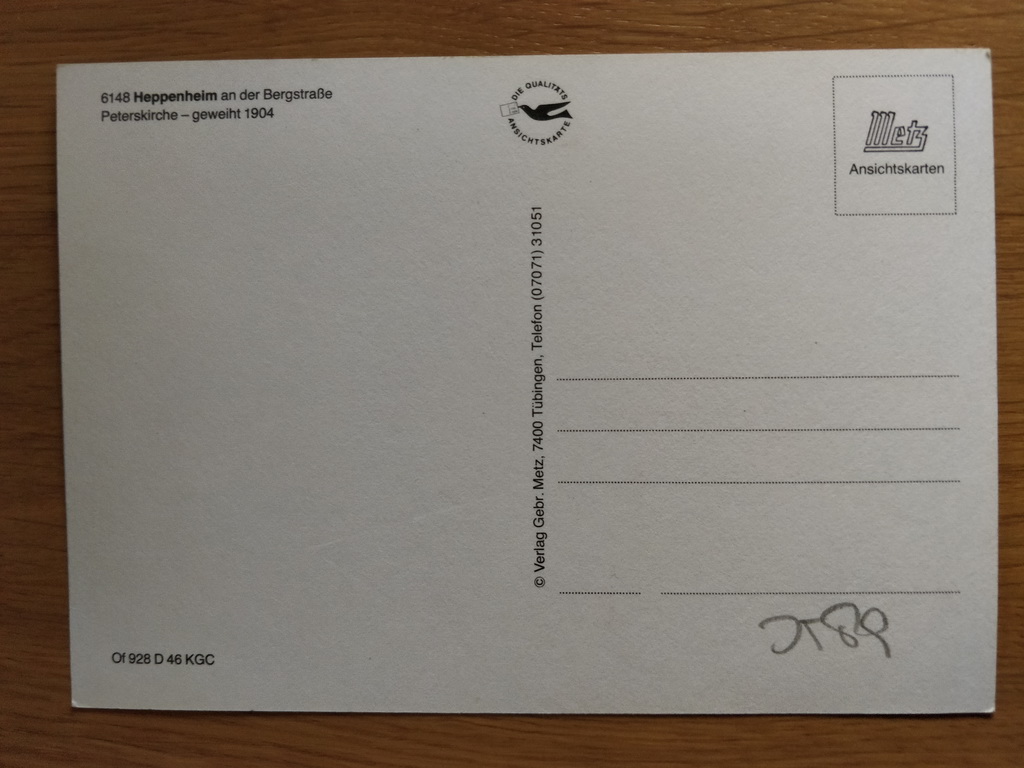 6148 Heppenheim an der Bergstraße
Peterskirche – geweiht 1904
DIE QUALITÄTS
ANSICHTSKARTE
Metz
Ansichtskarten
© Verlag Gebr. Metz, 7400 Tübingen, Telefon (07071) 31051
Of 928 D 46 KGC